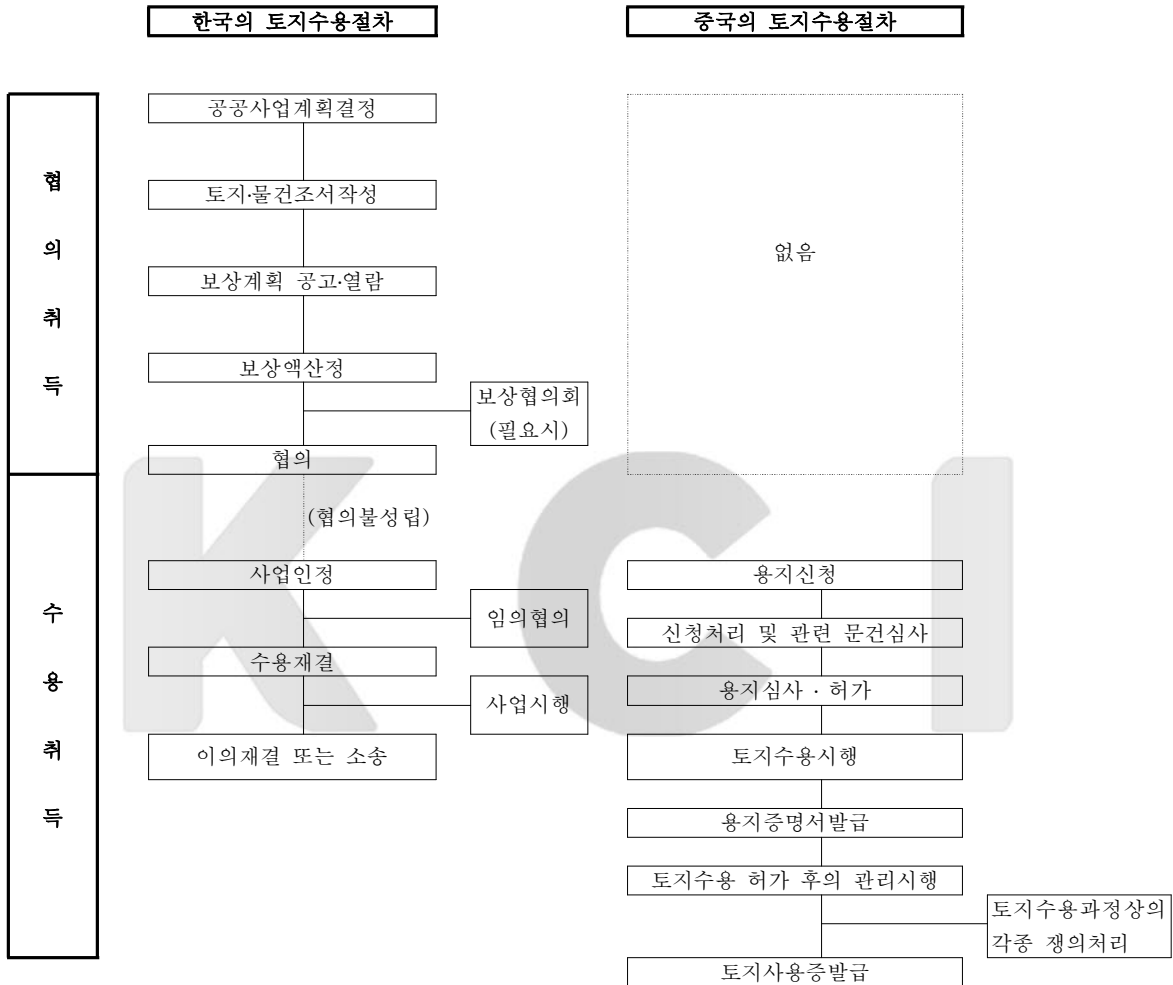 한국의 토지수용절차
중국의 토지수용절차
협
의
취
득
공공사업계획결정
토지·물건조서작성
보상계획 공고·열람
보상액산정
보상협의회
(필요시)
협의
없음
(협의불성립)
수
용
취
득
사업인정
임의협의
수용재결
사업시행
이의재결 또는 소송
용지신청
신청처리 및 관련 문건심사
용지심사 · 허가
토지수용시행
용지증명서발급
토지수용 허가 후의 관리시행
토지수용과정상의
각종 쟁의처리
토지사용증발급
KCI